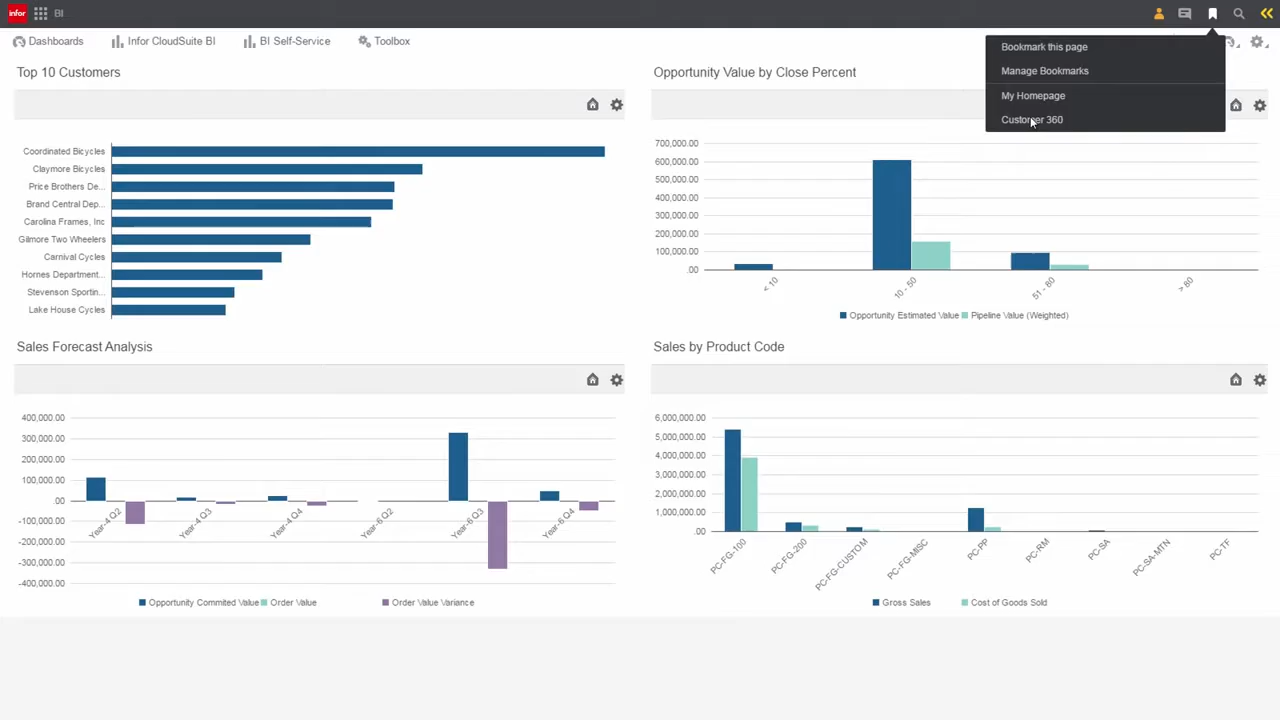 infor BI
Dashboards Infor CloudSuite BI BI Self-Service Toolbox
Bookmark this page
Manage Bookmarks
My Homepage
Customer 360
Top 10 Customers
Coordinated Bicycles
Claymore Bicycles
Price Brothers De...
Brand Central Dep...
Carolina Frames, Inc
Gilmore Two Wheelers
Carnival Cycles
Hornes Department...
Stevenson Sportin...
Lake House Cycles
Opportunity Value by Close Percent
700,000.00
600,000.00
500,000.00
400,000.00
300,000.00
200,000.00
100,000.00
.00
< 10 10 - 50 51 - 80 > 80
Opportunity Estimated Value Pipeline Value (Weighted)
Sales Forecast Analysis
400,000.00
300,000.00
200,000.00
100,000.00
.00
-100,000.00
-200,000.00
-300,000.00
-400,000.00
Year-4 Q2 Year-4 Q3 Year-4 Q4 Year-6 Q2 Year-6 Q3 Year-6 Q4
Opportunity Commited Value Order Value Order Value Variance
Sales by Product Code
6,000,000.00
5,000,000.00
4,000,000.00
3,000,000.00
2,000,000.00
1,000,000.00
.00
PC-FG-100 PC-FG-200 PC-FG-CUSTOM PC-FG-MISC PC-PP PC-RM PC-SA PC-SA-MTN PC-TF
Gross Sales Cost of Goods Sold